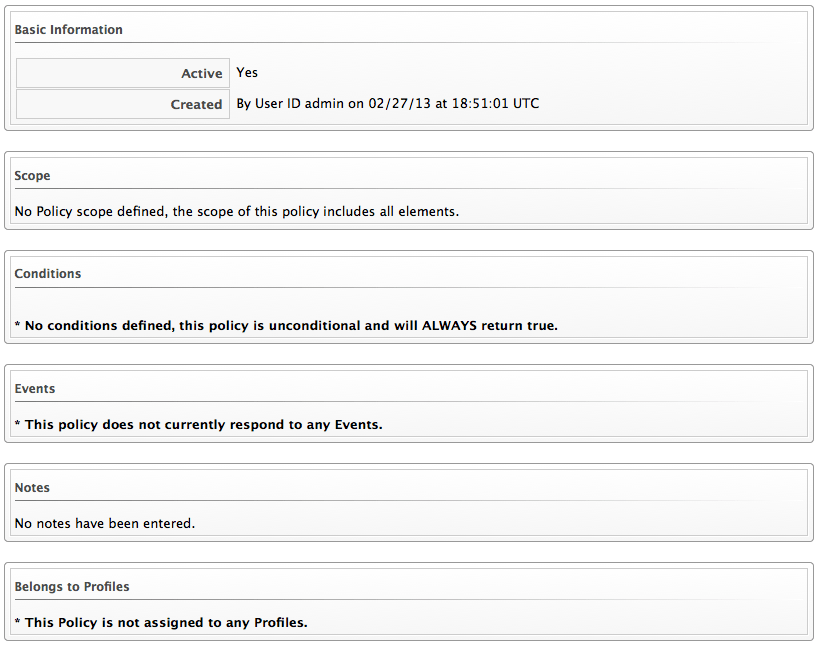 Basic Information
Active Yes
Created By User ID admin on 02/27/13 at 18:51:01 UTC
Scope
No Policy scope defined, the scope of this policy includes all elements.
Conditions
* No conditions defined, this policy is unconditional and will ALWAYS return true.
Events
* This policy does not currently respond to any Events.
Notes
No notes have been entered.
Belongs to Profiles
* This Policy is not assigned to any Profiles.